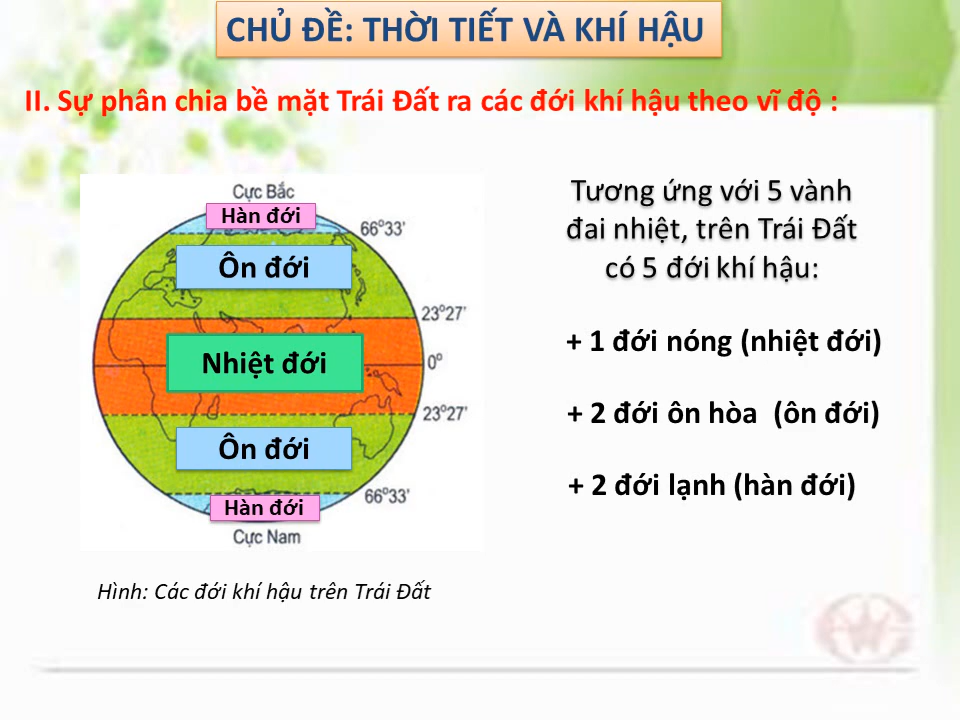 CHỦ ĐỀ: THỜI TIẾT VÀ KHÍ HẬU
II. Sự phân chia bề mặt Trái Đất ra các đới khí hậu theo vĩ độ :
Cực Bắc
Hàn đới
66°33'
Ôn đới
23°27'
Nhiệt đới
0°
23°27'
Ôn đới
66°33'
Hàn đới
Cực Nam
Hình: Các đới khí hậu trên Trái Đất
Tương ứng với 5 vành
đai nhiệt, trên Trái Đất
có 5 đới khí hậu:
+ 1 đới nóng (nhiệt đới)
+ 2 đới ôn hòa (ôn đới)
+ 2 đới lạnh (hàn đới)